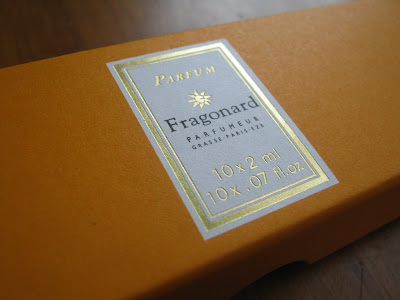 PARFUM
Fragonard
PARFUMEUR
GRASSE·PARIS·EZE
10 x 2 ml
10 x .07 fl.oz